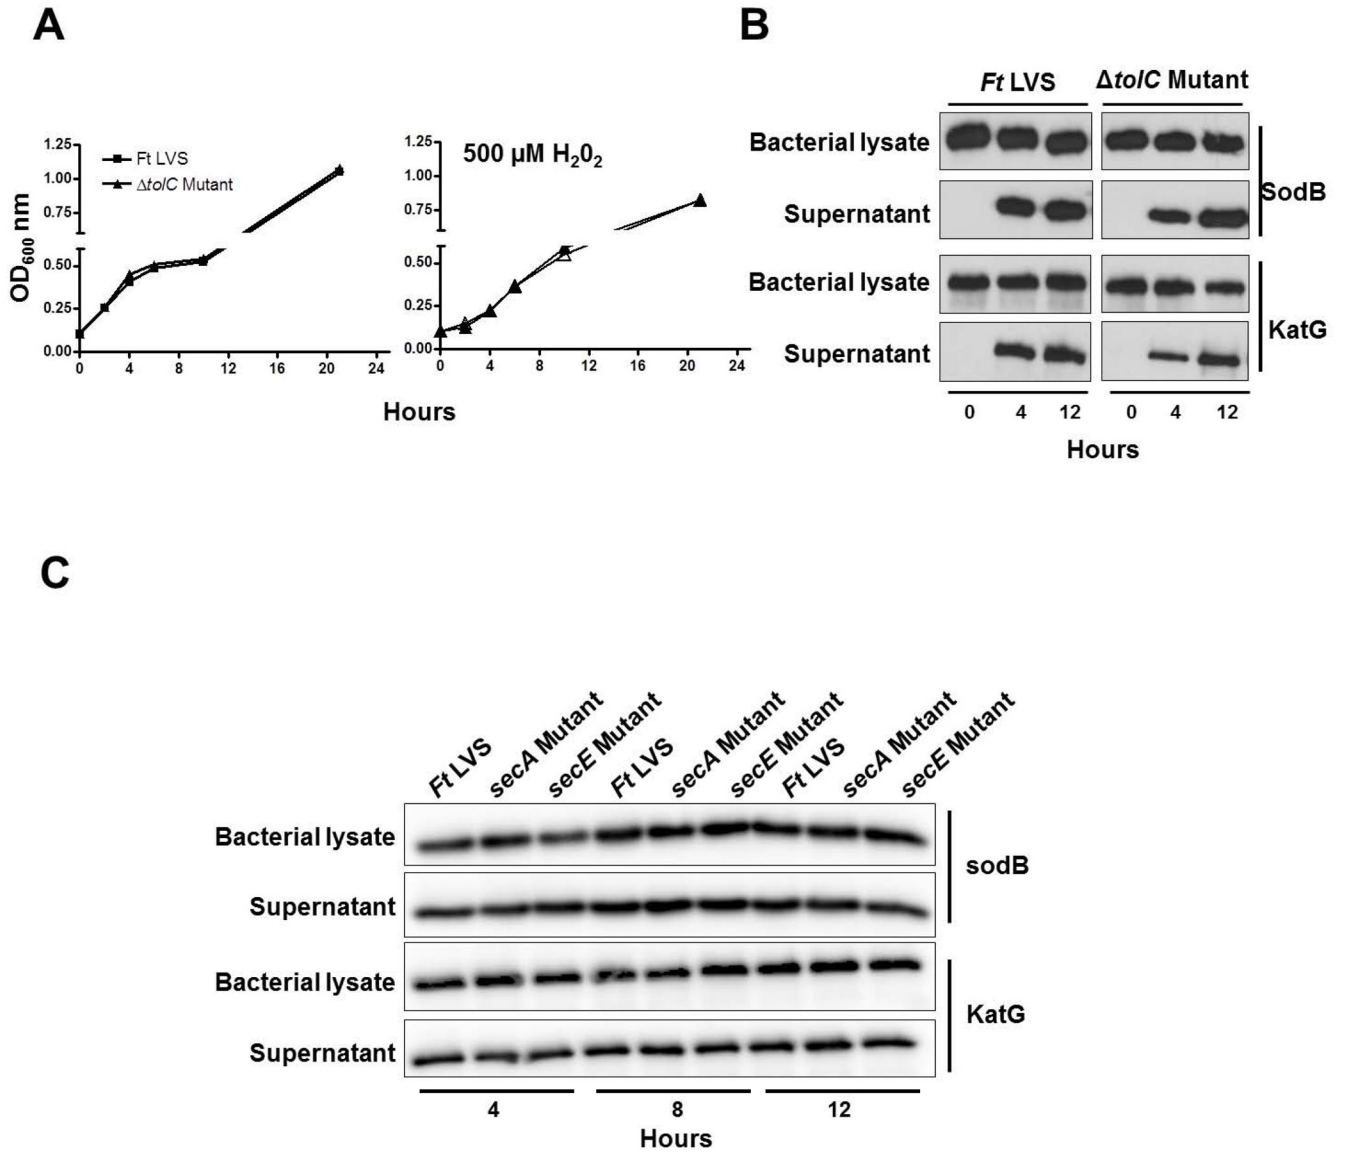 A
1.25
1.00
0.75
0.50
0.25
0.00
0 4 8 12 16 20 24
OD600 nm
Ft LVS
ΔtolC Mutant
500 µM H2O2
1.25
1.00
0.75
0.50
0.25
0.00
0 4 8 12 16 20 24
Hours
B
Ft LVS ΔtolC Mutant
Bacterial lysate
Supernatant
SodB
Bacterial lysate
Supernatant
KatG
0 4 12 0 4 12
Hours
C
Ft LVS secA Mutant secE Mutant Ft LVS secA Mutant secE Mutant Ft LVS secA Mutant secE Mutant
Bacterial lysate
Supernatant
sodB
Bacterial lysate
Supernatant
KatG
4 8 12
Hours